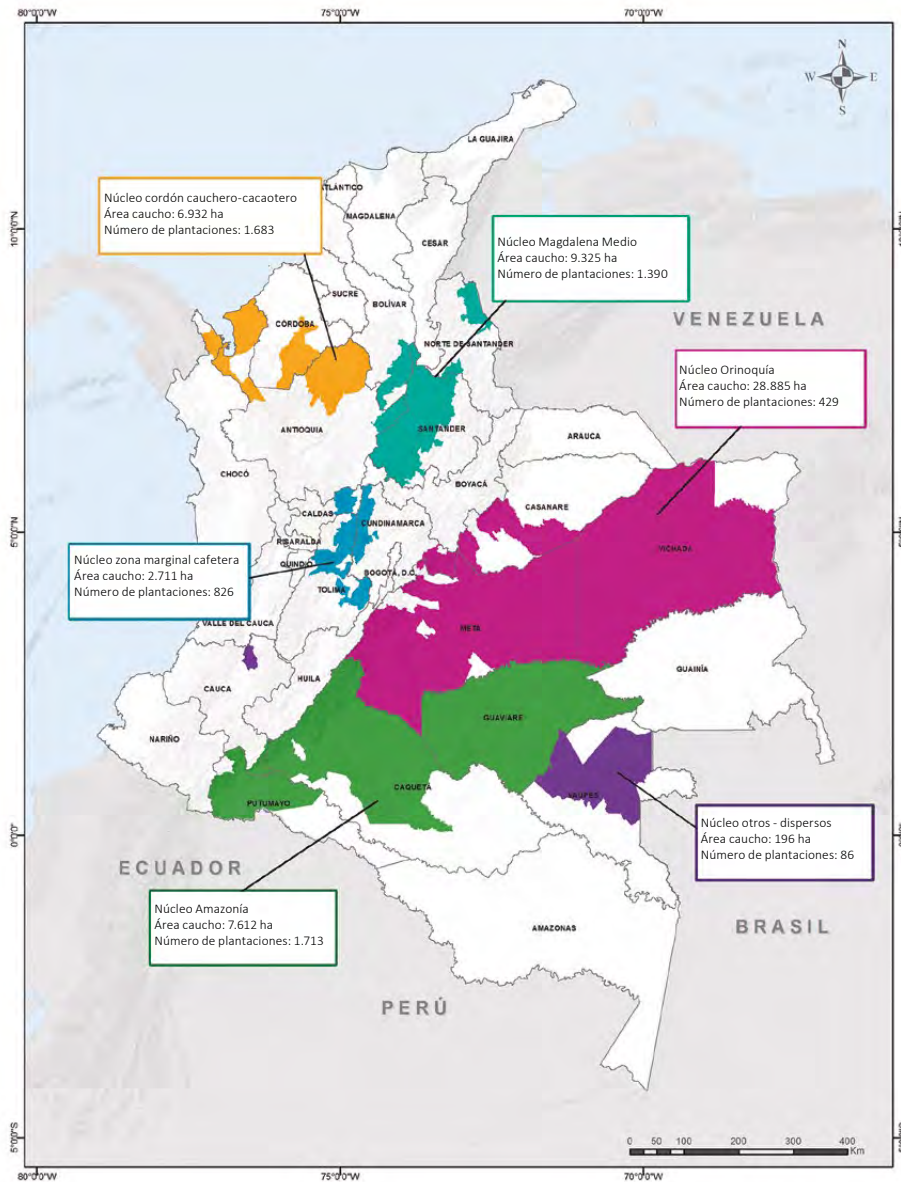 80°0'0"W
75°0'0"W
70°0'0"W
N
W
E
S
LA GUAJIRA
Núcleo cordón cauchero-cacaotero
Área caucho: 6.932 ha
Número de plantaciones: 1.683
ATLÁNTICO
MAGDALENA
CESAR
10°0'0"N
Núcleo Magdalena Medio
Área caucho: 9.325 ha
Número de plantaciones: 1.390
SUCRE
BOLÍVAR
CÓRDOBA
VENEZUELA
NORTE DE SANTANDER
Núcleo Orinoquía
Área caucho: 28.885 ha
Número de plantaciones: 429
ANTIOQUIA
SANTANDER
ARAUCA
CHOCÓ
BOYACÁ
CASANARE
CALDAS
CUNDINAMARCA
5°0'0"N
RISARALDA
VICHADA
Núcleo zona marginal cafetera
Área caucho: 2.711 ha
Número de plantaciones: 826
QUINDÍO
BOGOTÁ, D.C.
TOLIMA
VALLE DEL CAUCA
META
GUAINÍA
HUILA
CAUCA
GUAVIARE
NARIÑO
CAQUETÁ
VAUPÉS
PUTUMAYO
0°0'0"
Núcleo otros - dispersos
Área caucho: 196 ha
Número de plantaciones: 86
ECUADOR
Núcleo Amazonía
Área caucho: 7.612 ha
Número de plantaciones: 1.713
AMAZONAS
BRASIL
PERÚ
5°0'0"S
0 50 100 200 300 400
Km
80°0'0"W
75°0'0"W
70°0'0"W